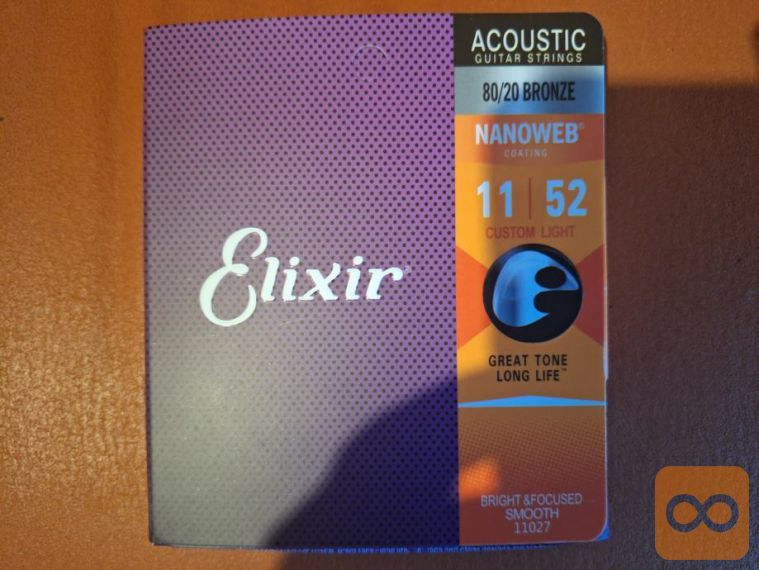 ACOUSTIC
GUITAR STRINGS
80/20 BRONZE
NANOWEB®
COATING
11 | 52
CUSTOM LIGHT
Elixir®
GREAT TONE
LONG LIFE™
BRIGHT &FOCUSED
SMOOTH
11027